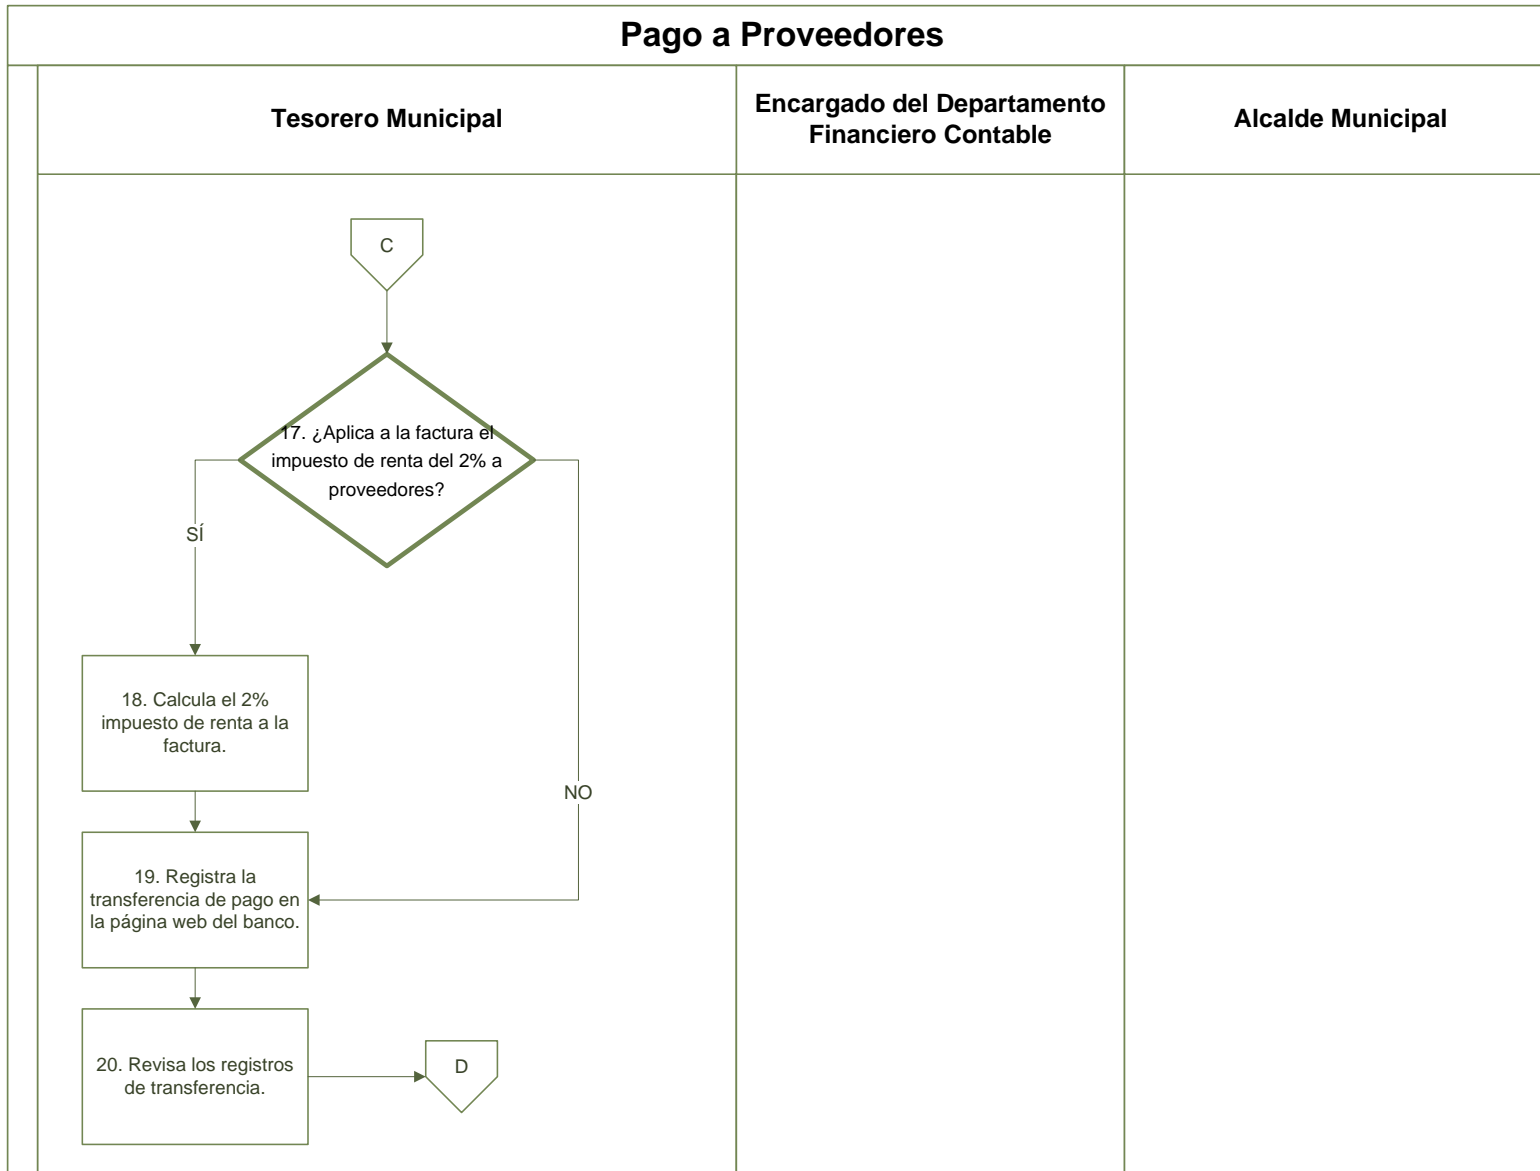 Pago a Proveedores
Tesorero Municipal
Encargado del Departamento
Financiero Contable
Alcalde Municipal
C
17. ¿Aplica a la factura el
impuesto de renta del 2% a
proveedores?
SÍ
18. Calcula el 2%
impuesto de renta a la
factura.
NO
19. Registra la
transferencia de pago en
la página web del banco.
20. Revisa los registros
de transferencia.
D